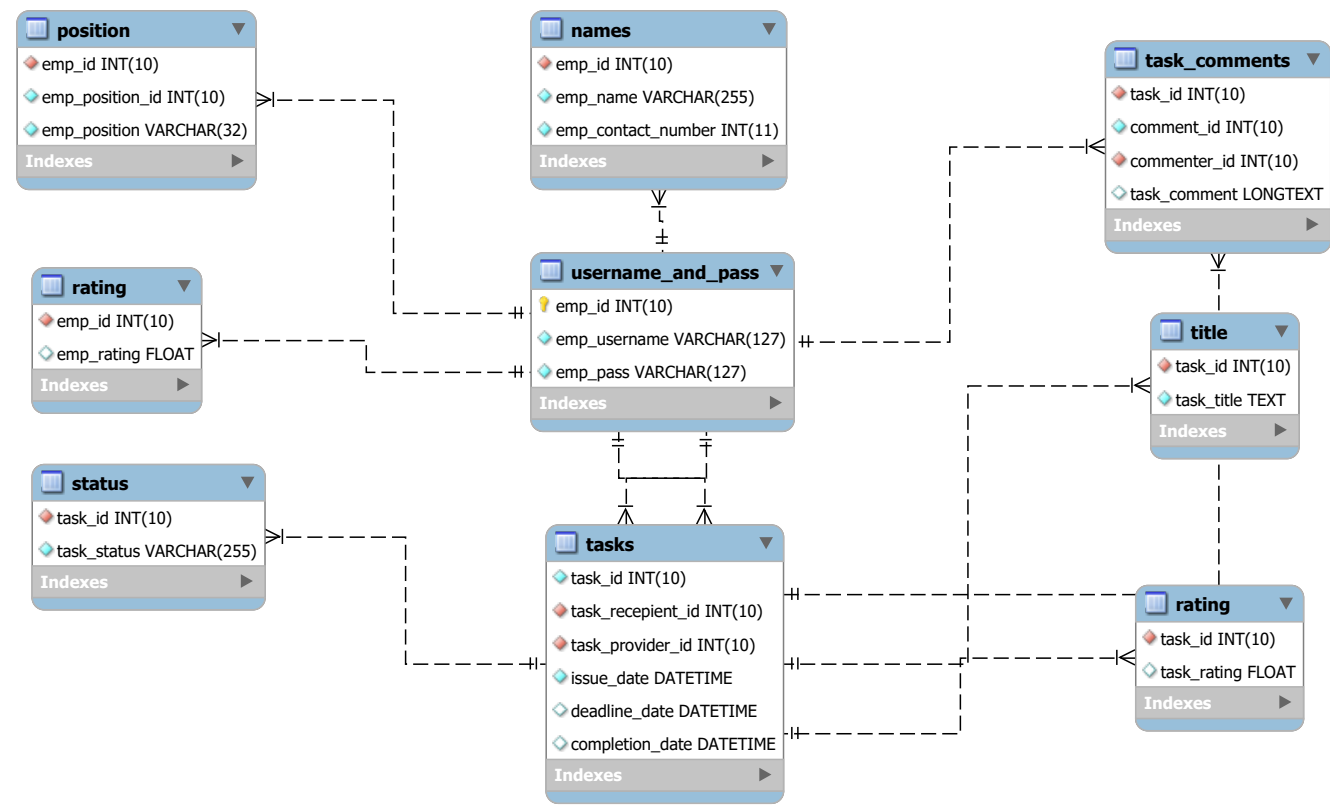 position
emp_id INT(10)
emp_position_id INT(10)
emp_position VARCHAR(32)
Indexes
names
emp_id INT(10)
emp_name VARCHAR(255)
emp_contact_number INT(11)
Indexes
task_comments
task_id INT(10)
comment_id INT(10)
commenter_id INT(10)
task_comment LONGTEXT
Indexes
rating
emp_id INT(10)
emp_rating FLOAT
Indexes
username_and_pass
emp_id INT(10)
emp_username VARCHAR(127)
emp_pass VARCHAR(127)
Indexes
title
task_id INT(10)
task_title TEXT
Indexes
status
task_id INT(10)
task_status VARCHAR(255)
Indexes
tasks
task_id INT(10)
task_recepient_id INT(10)
task_provider_id INT(10)
issue_date DATETIME
deadline_date DATETIME
completion_date DATETIME
Indexes
rating
task_id INT(10)
task_rating FLOAT
Indexes